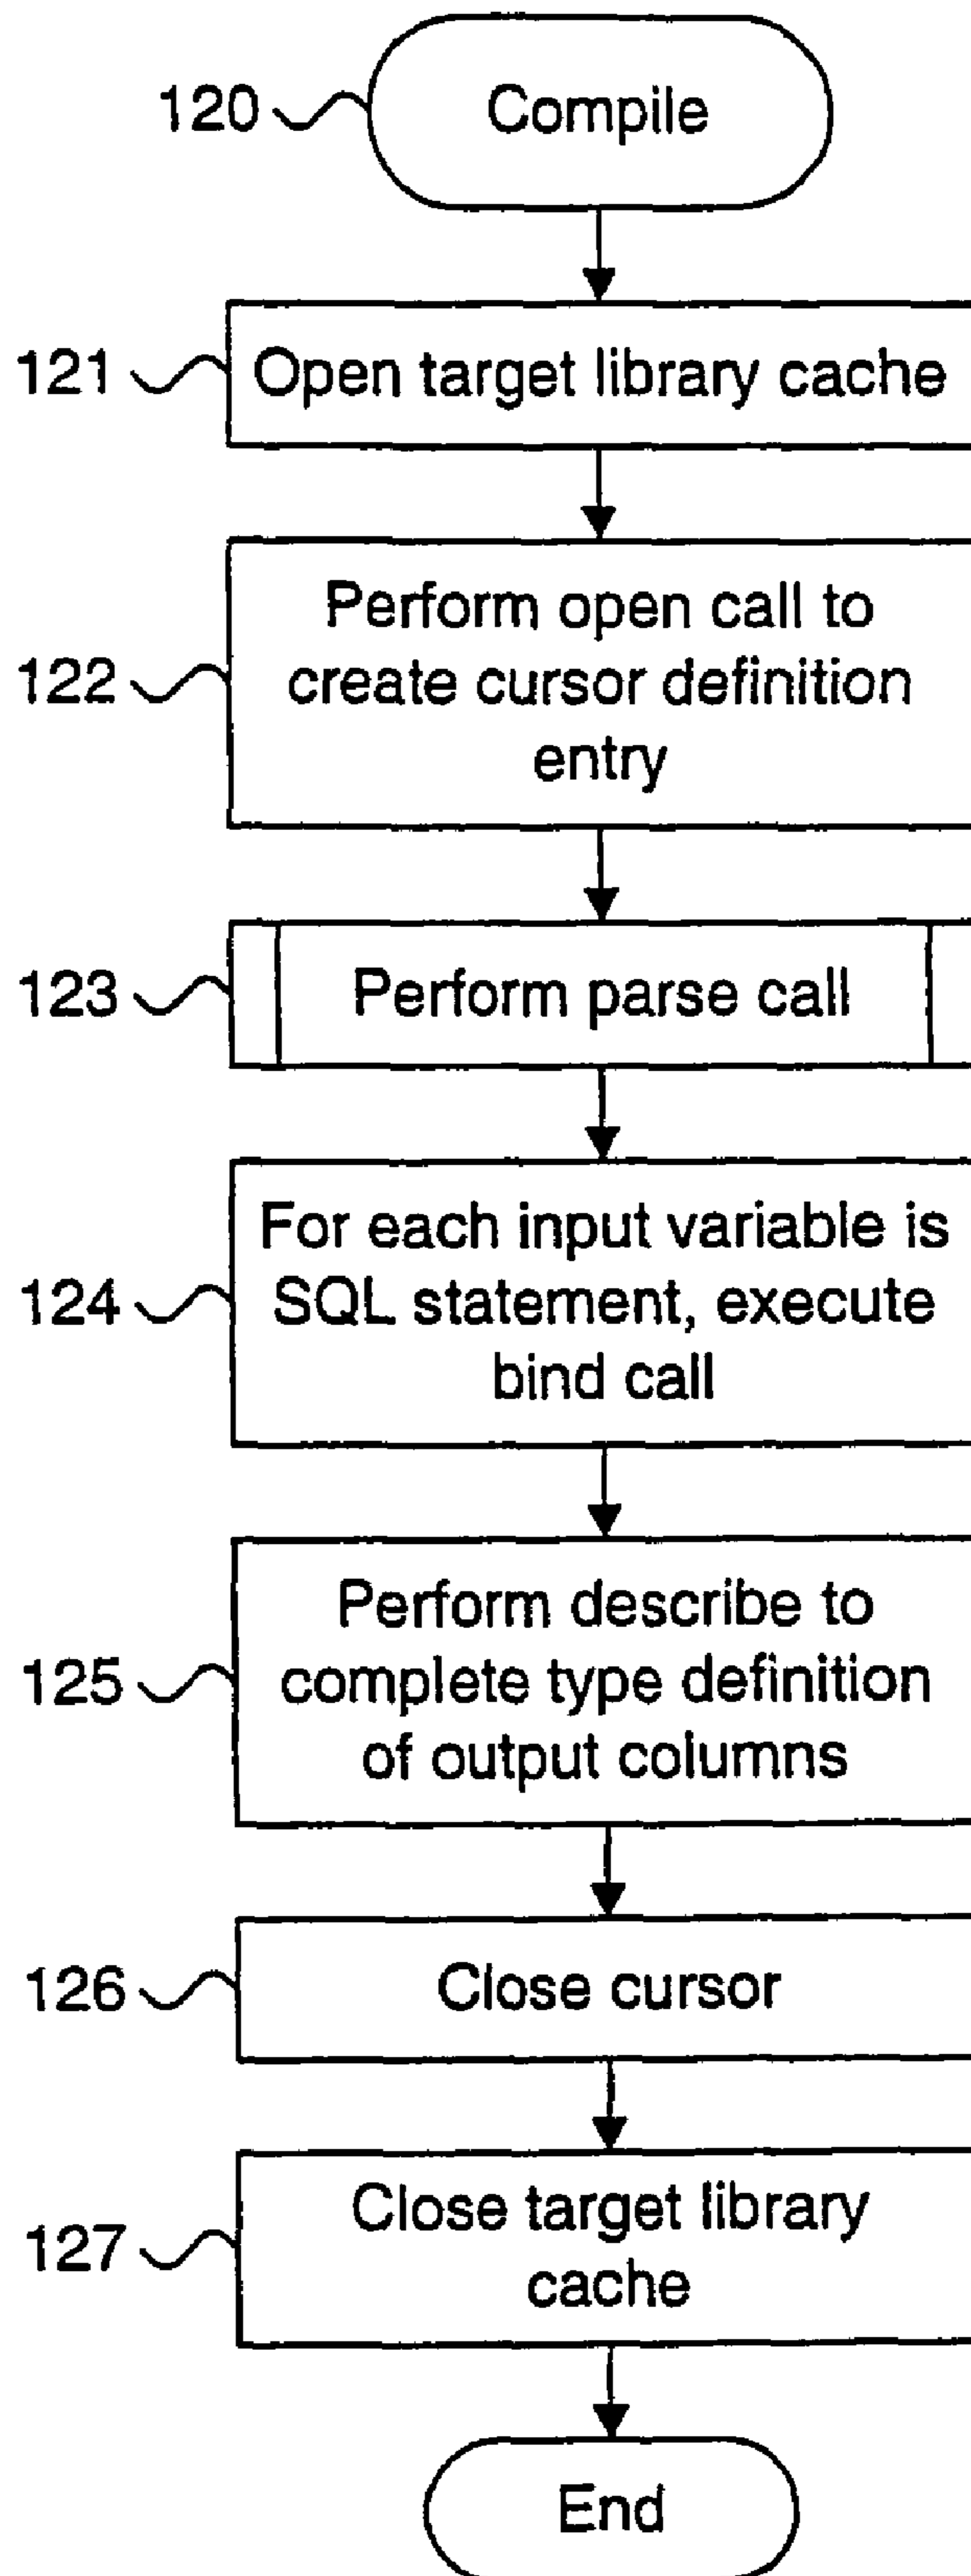 120
Compile
121
Open target library cache
122
Perform open call to
create cursor definition
entry
123
Perform parse call
124
For each input variable is
SQL statement, execute
bind call
125
Perform describe to
complete type definition
of output columns
126
Close cursor
127
Close target library
cache
End